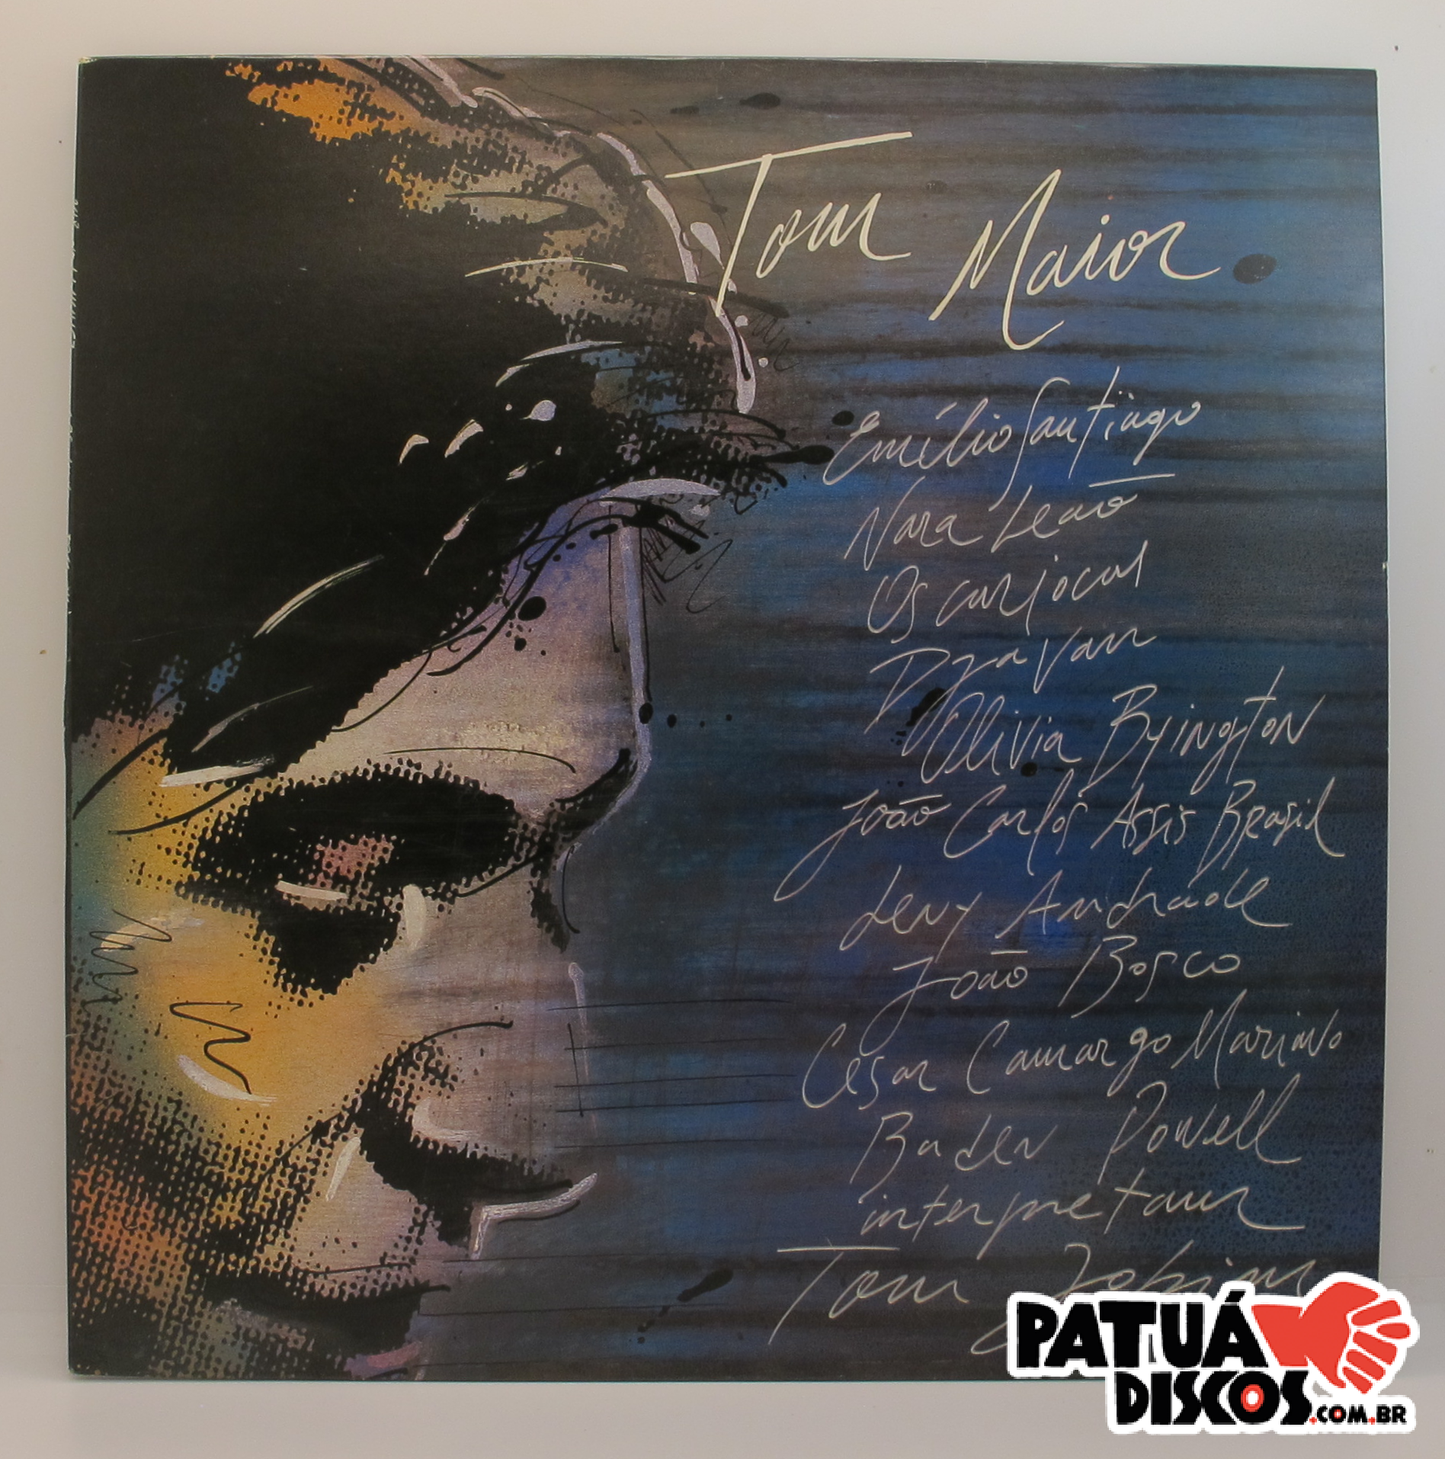 Tom Maior
Emílio Santiago
Nara Leão
Os cariocas
Djavan
Olivia Byington
João Carlos Assis Brasil
Leny Andrade
João Bosco
Cesar Camargo Mariano
Baden Powell
interpretam
Tom Jobim
PATUÁ
DISCOS.COM.BR